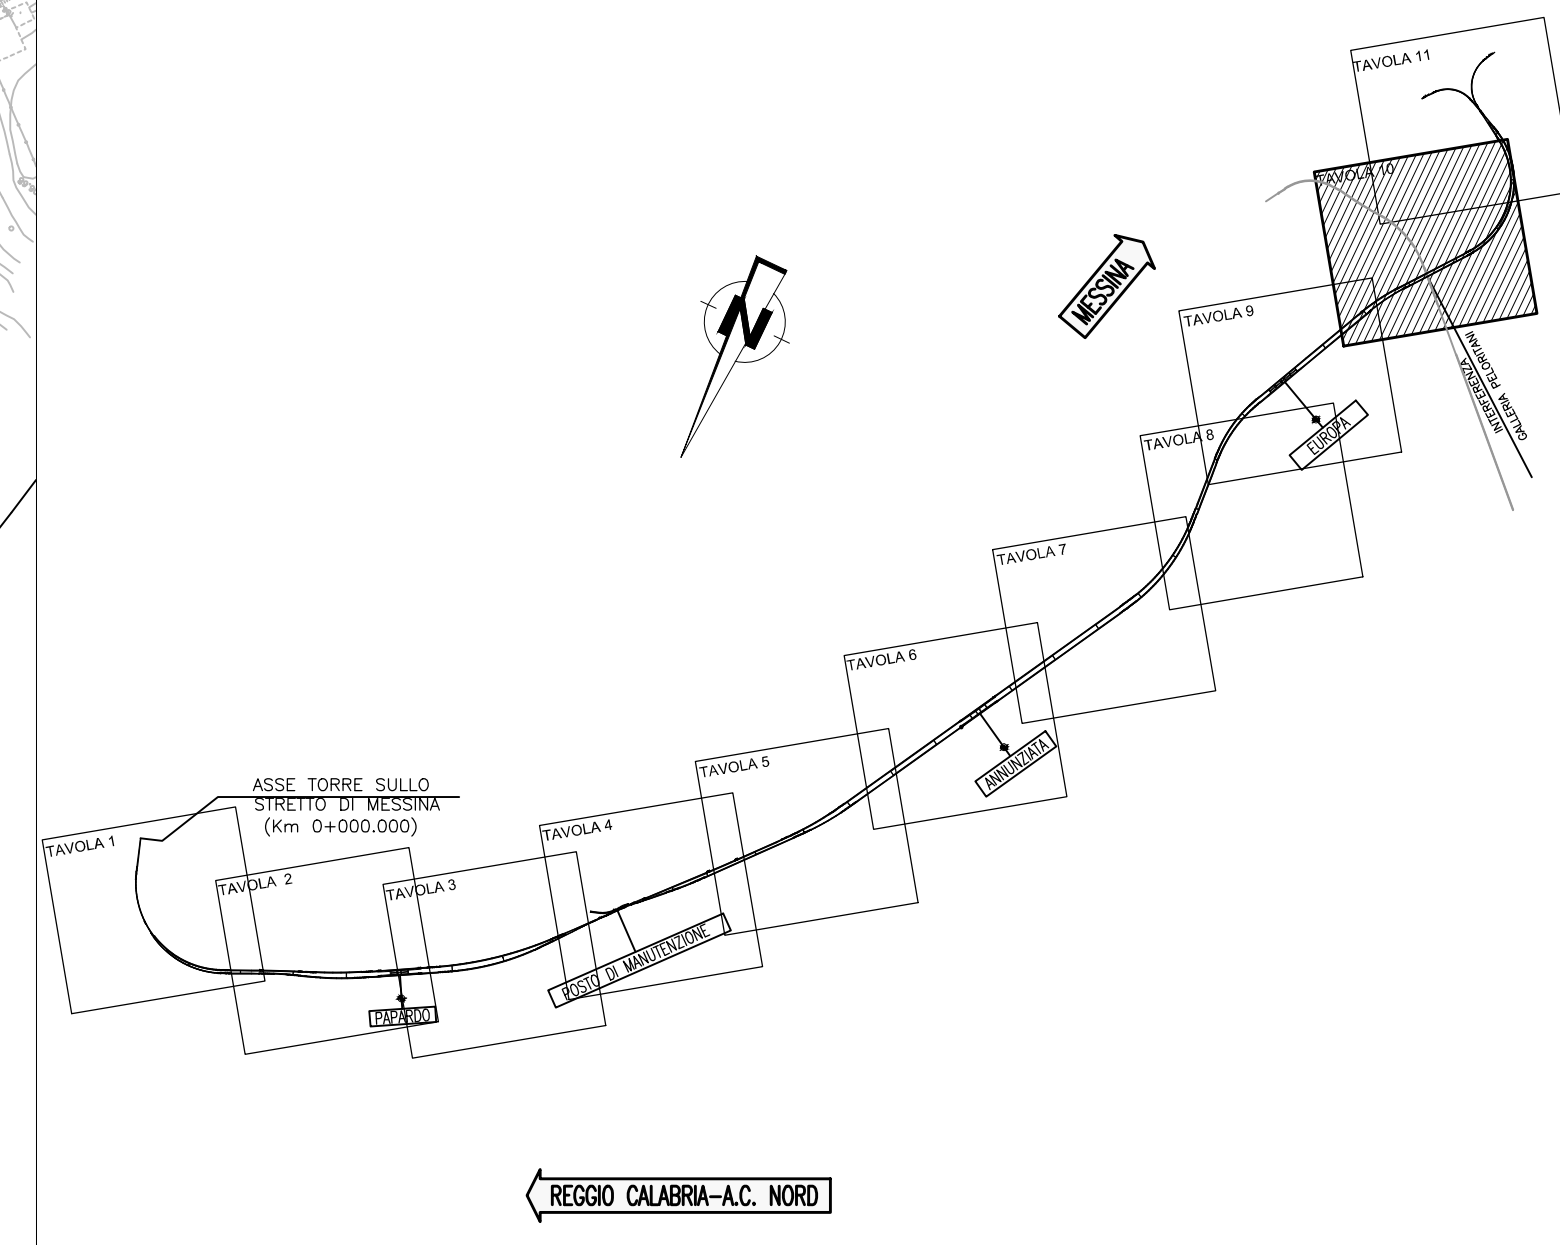 TAVOLA 11
TAVOLA 10
MESSINA
TAVOLA 9
INTERFERENZA
GALLERIA PELORITANI
EUROPA
TAVOLA 8
N
TAVOLA 7
TAVOLA 6
ANNUNZIATA
TAVOLA 5
ASSE TORRE SULLO
STRETTO DI MESSINA
(Km 0+000.000)
TAVOLA 4
TAVOLA 1
TAVOLA 2
TAVOLA 3
POSTO DI MANUTENZIONE
PAPARDO
REGGIO CALABRIA-A.C. NORD